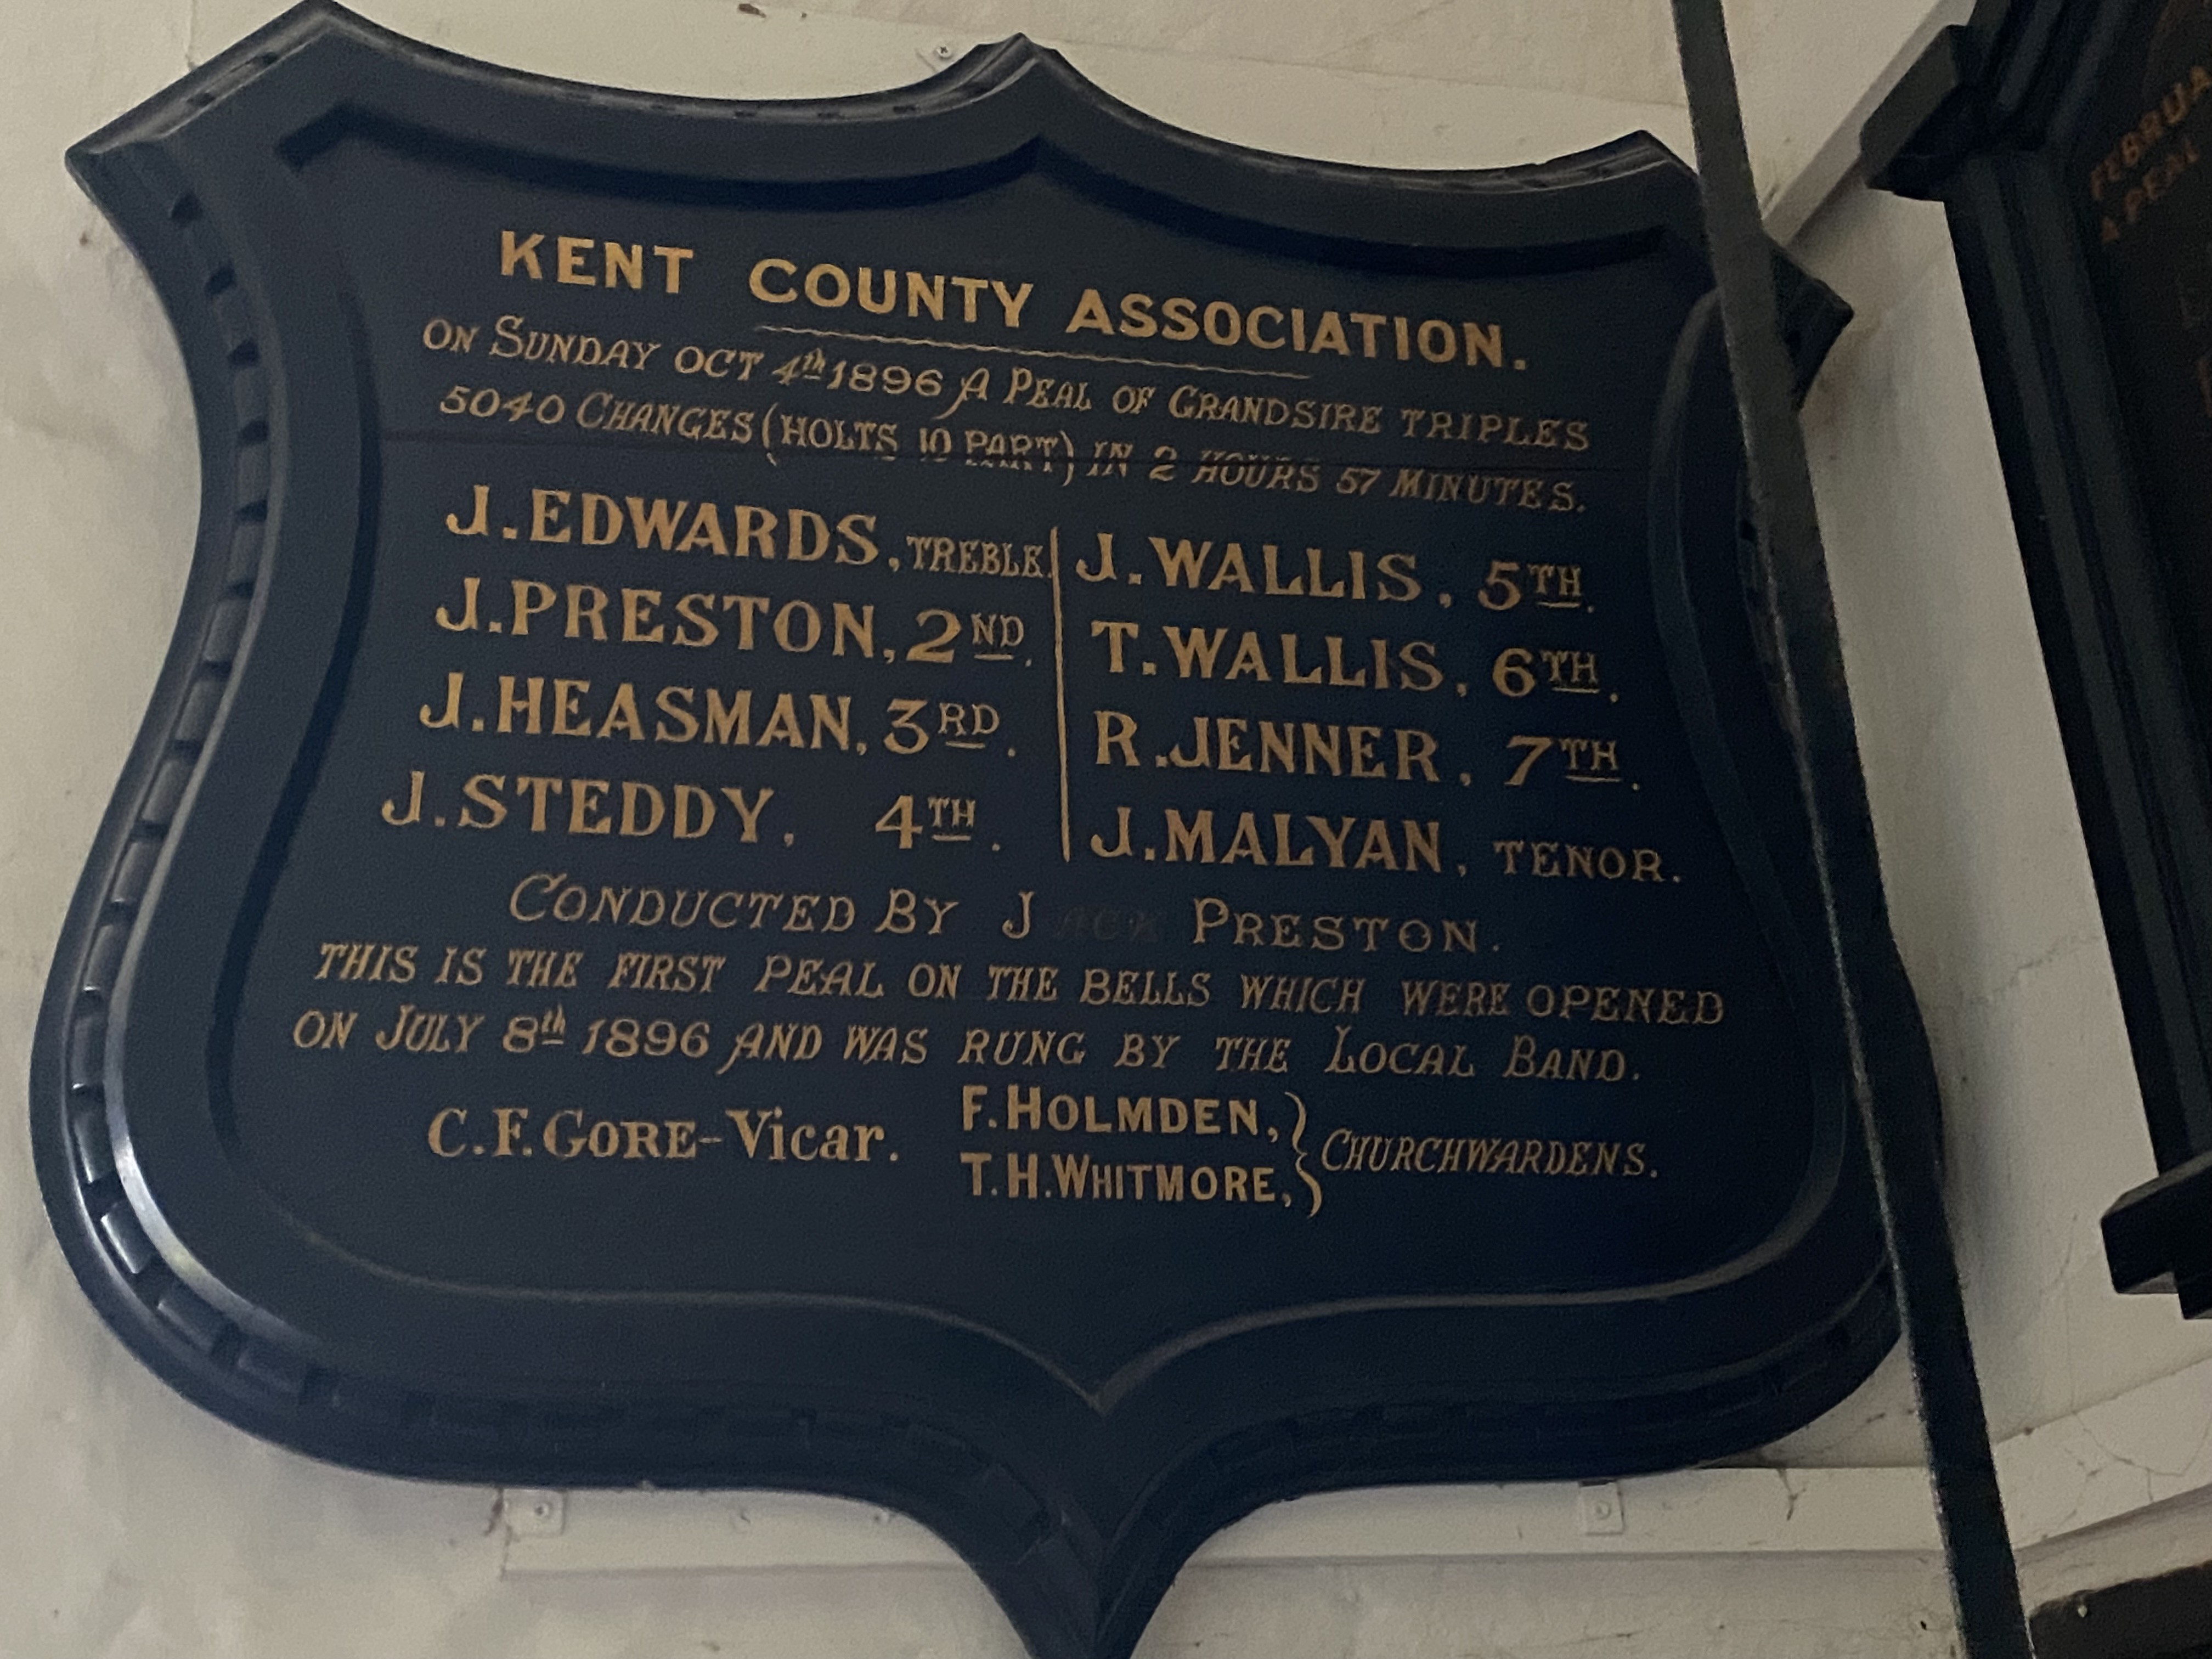 KENT COUNTY ASSOCIATION.
ON SUNDAY OCT 4th 1896 A PEAL OF GRANDSIRE TRIPLES
5040 CHANGES (HOLTS 10 PART) IN 2 HOURS 57 MINUTES.
J. EDWARDS, TREBLE. J. WALLIS, 5TH.
J. PRESTON, 2ND. T. WALLIS, 6TH.
J. HEASMAN, 3RD. R. JENNER, 7TH.
J. STEDDY, 4TH. J. MALYAN, TENOR.
CONDUCTED BY JACK PRESTON.
THIS IS THE FIRST PEAL ON THE BELLS WHICH WERE OPENED
ON JULY 8th 1896 AND WAS RUNG BY THE LOCAL BAND.
C. F. GORE - Vicar. F. HOLMDEN, T. H. WHITMORE, } CHURCHWARDENS.
A PEAL